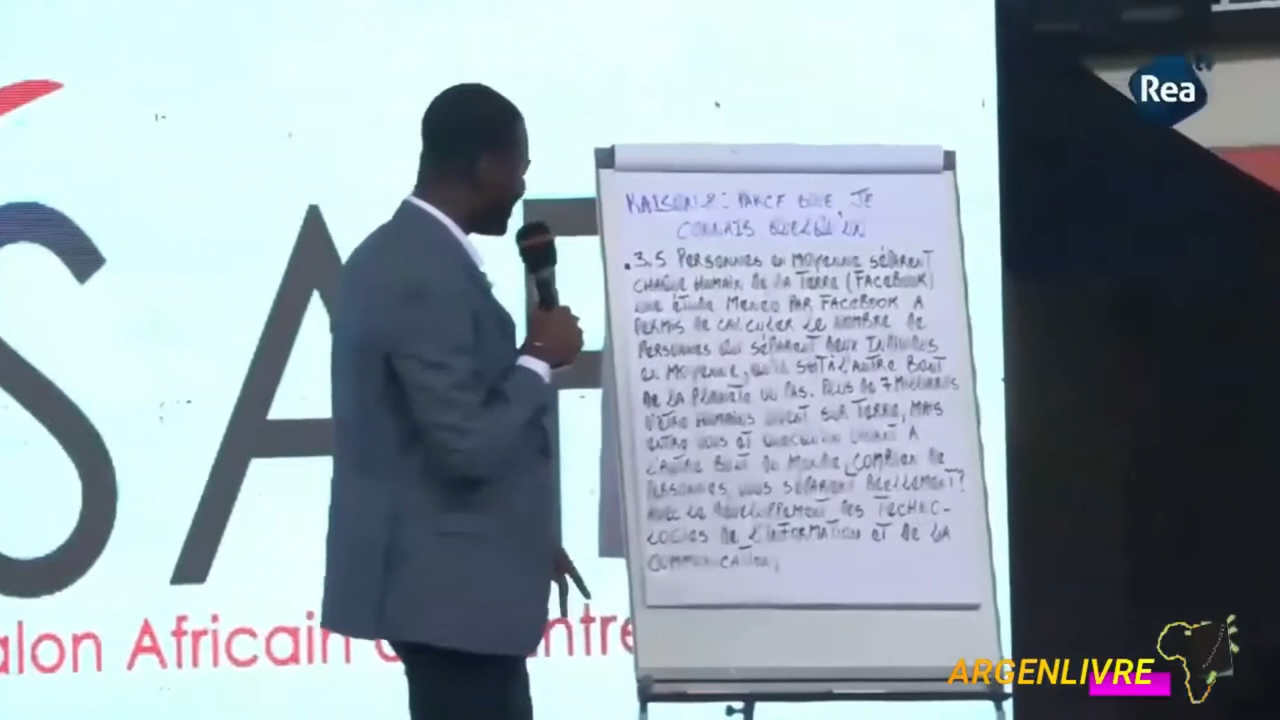 Rea
tv
SAE
alon Africain d ntre
RAISON 8 : PARCE QUE JE
CONNAIS QUELQU'UN
.3.5 PERSONNES EN MOYENNE SÉPARENT
CHAQUE HUMAIN DE LA TERRE (FACEBOOK)
UNE ÉTUDE MENÉE PAR FACEBOOK A
PERMIS DE CALCULER LE NOMBRE DE
PERSONNES QUI SÉPARENT DEUX INDIVIDUS
EN MOYENNE, QU'IL SOIT À L'AUTRE BOUT
DE LA PLANÈTE OU PAS. PLUS DE 7 MILLIARDS
D'ÊTRE HUMAINS VIVENT SUR TERRE, MAIS
ENTRE VOUS ET QUELQU'UN VIVANT A
L'AUTRE BOUT DU MONDE, COMBIEN DE
PERSONNES VOUS SÉPARENT RÉELLEMENT?
AVEC LE DÉVELOPPEMENT DES TECHNO-
LOGIES DE L'INFORMATION ET DE LA
COMMUNICATION,
ARGENLIVRE